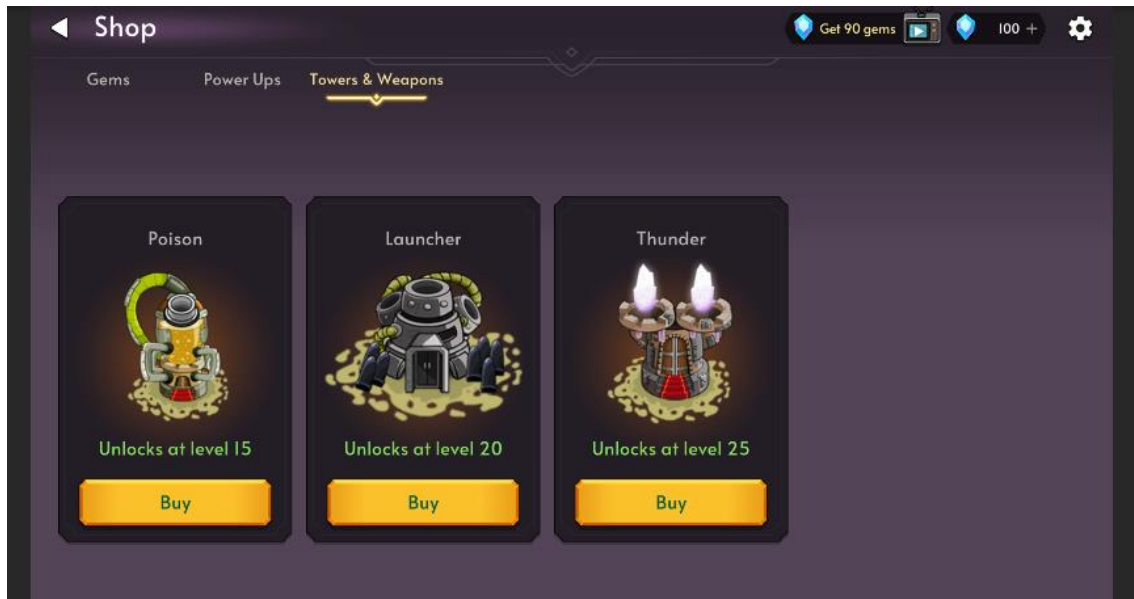 Shop
Get 90 gems
100 +
Gems
Power Ups
Towers & Weapons
Poison
Launcher
Thunder
Unlocks at level 15
Unlocks at level 20
Unlocks at level 25
Buy
Buy
Buy